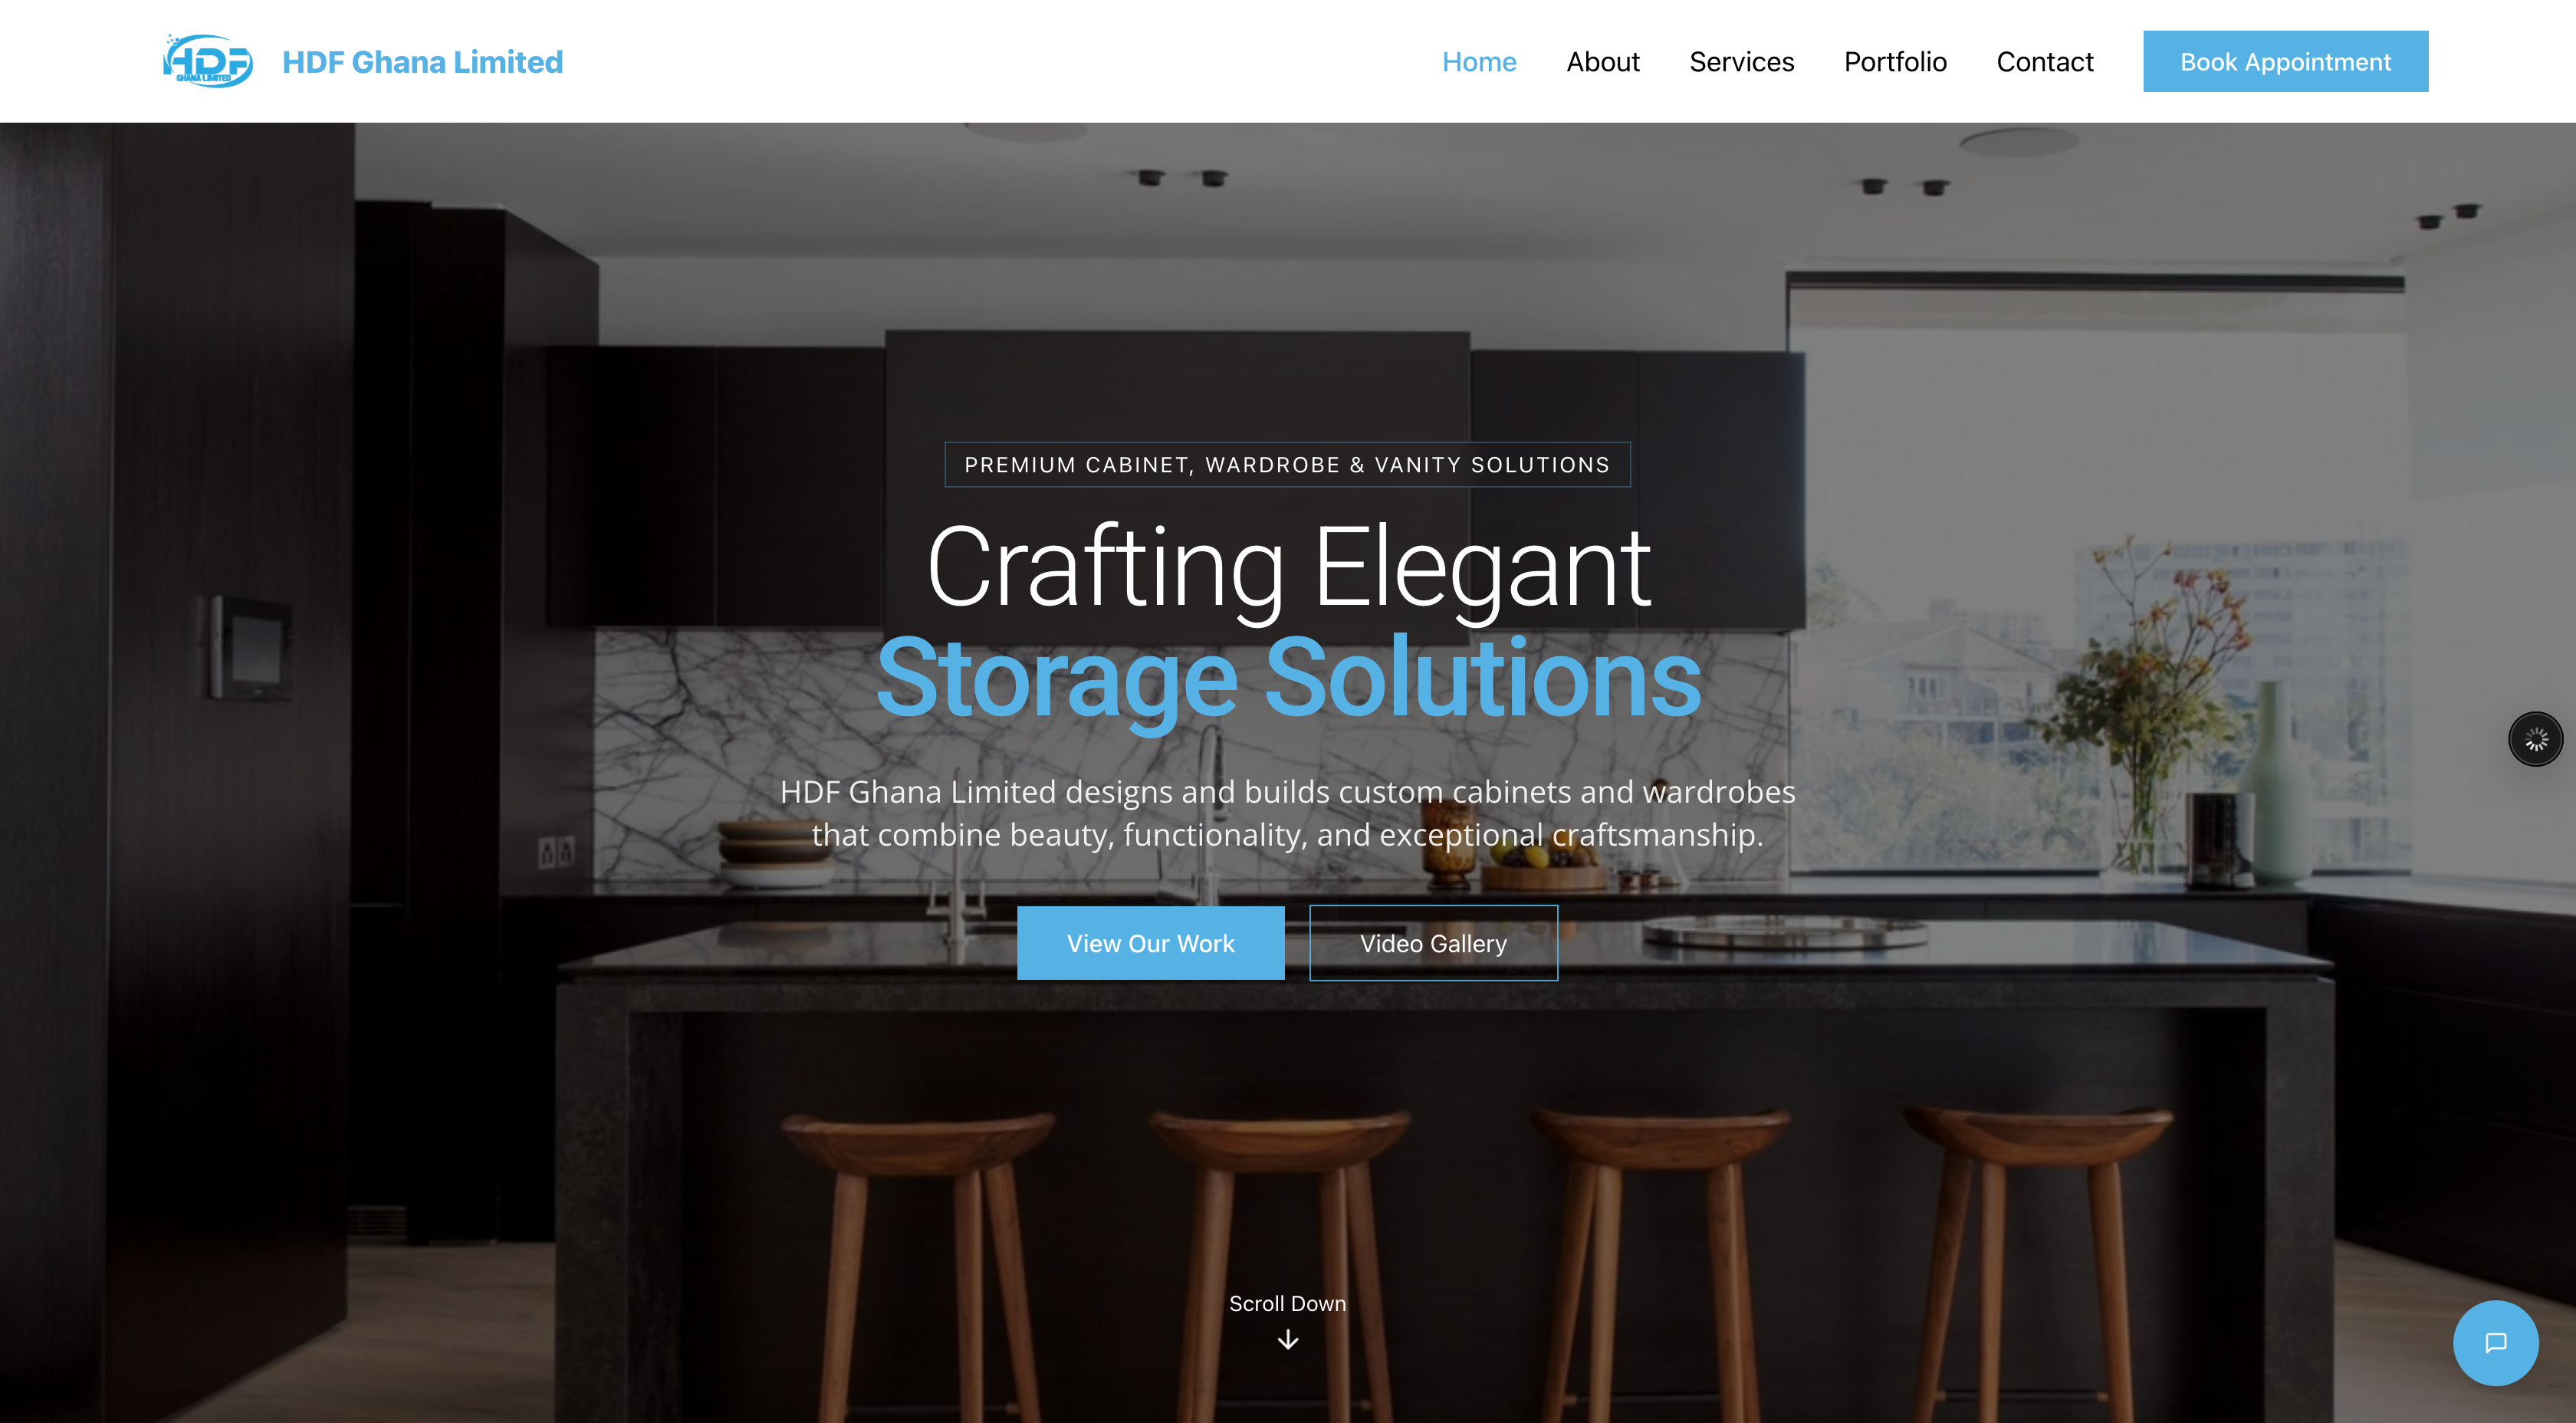 HDF
GHANA LIMITED
HDF Ghana Limited
Home
About
Services
Portfolio
Contact
Book Appointment
PREMIUM CABINET, WARDROBE & VANITY SOLUTIONS
Crafting Elegant
Storage Solutions
HDF Ghana Limited designs and builds custom cabinets and wardrobes
that combine beauty, functionality, and exceptional craftsmanship.
View Our Work
Video Gallery
Scroll Down